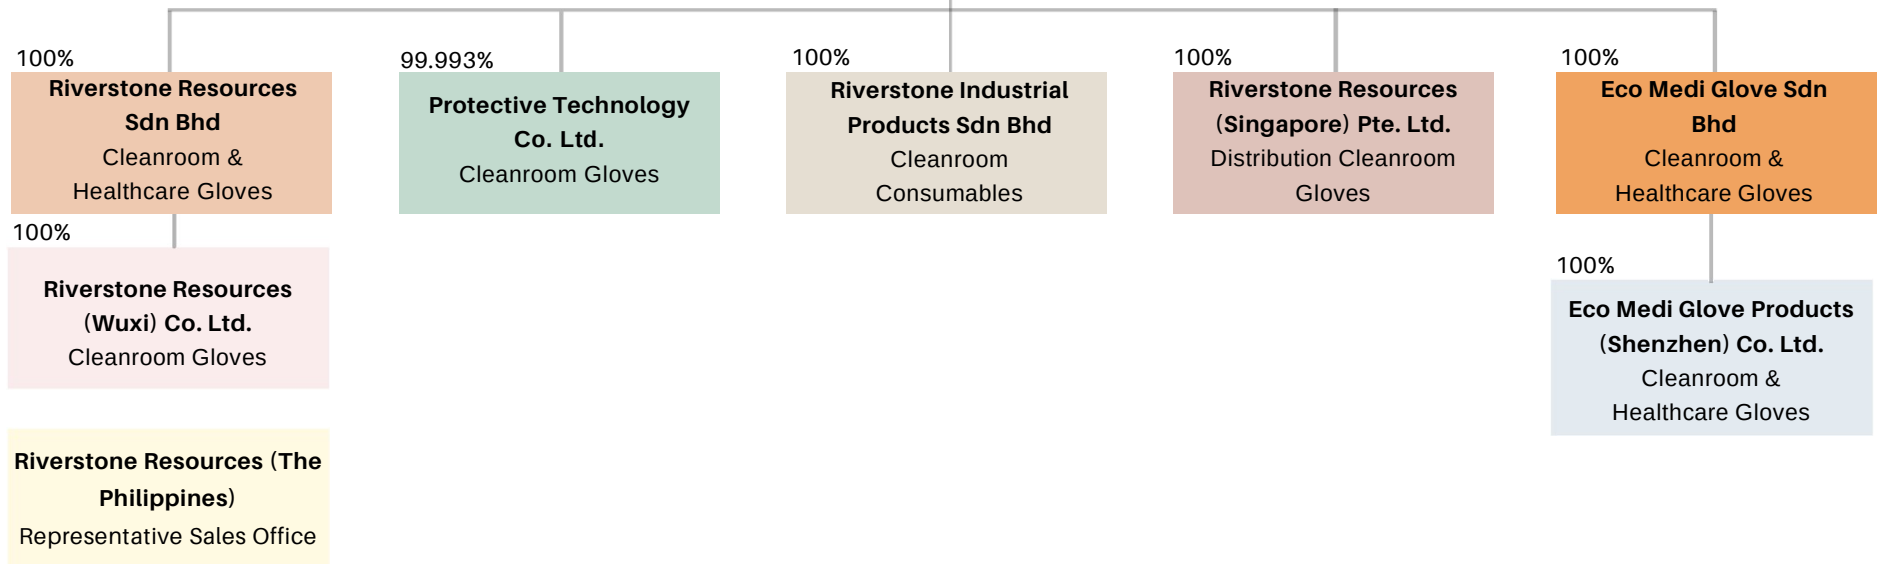 100%
Riverstone Resources
Sdn Bhd
Cleanroom &
Healthcare Gloves
99.993%
Protective Technology
Co. Ltd.
Cleanroom Gloves
100%
Riverstone Industrial
Products Sdn Bhd
Cleanroom
Consumables
100%
Riverstone Resources
(Singapore) Pte. Ltd.
Distribution Cleanroom
Gloves
100%
Eco Medi Glove Sdn
Bhd
Cleanroom &
Healthcare Gloves
100%
Riverstone Resources
(Wuxi) Co. Ltd.
Cleanroom Gloves
100%
Eco Medi Glove Products
(Shenzhen) Co. Ltd.
Cleanroom &
Healthcare Gloves
Riverstone Resources (The
Philippines)
Representative Sales Office